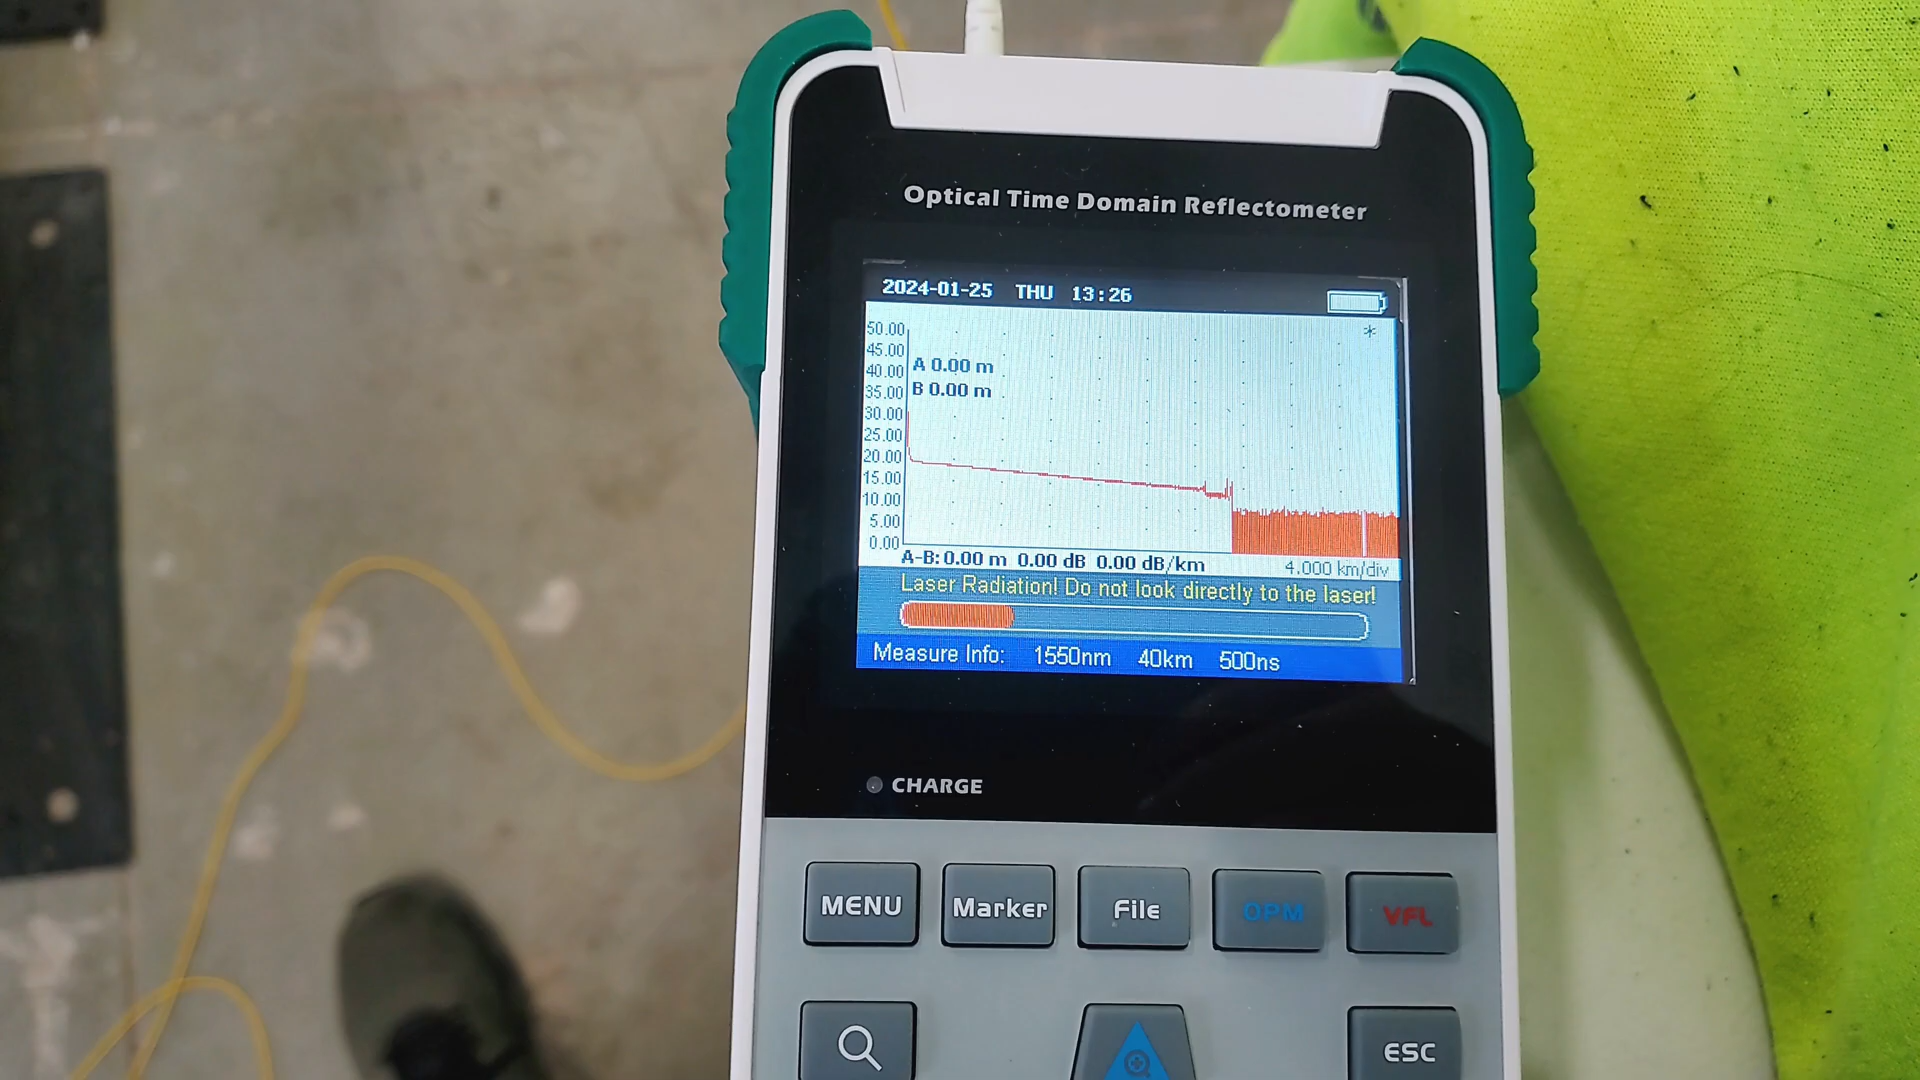 Optical Time Domain Reflectometer
2024-01-25 THU 13:26
50.00
45.00
A 0.00 m
40.00
B 0.00 m
35.00
30.00
25.00
20.00
15.00
10.00
5.00
0.00
A-B: 0.00 m 0.00 dB 0.00 dB/km 4.000 km/div
Laser Radiation! Do not look directly to the laser!
Measure Info: 1550nm 40km 500ns
CHARGE
MENU Marker File OPM VFL
ESC